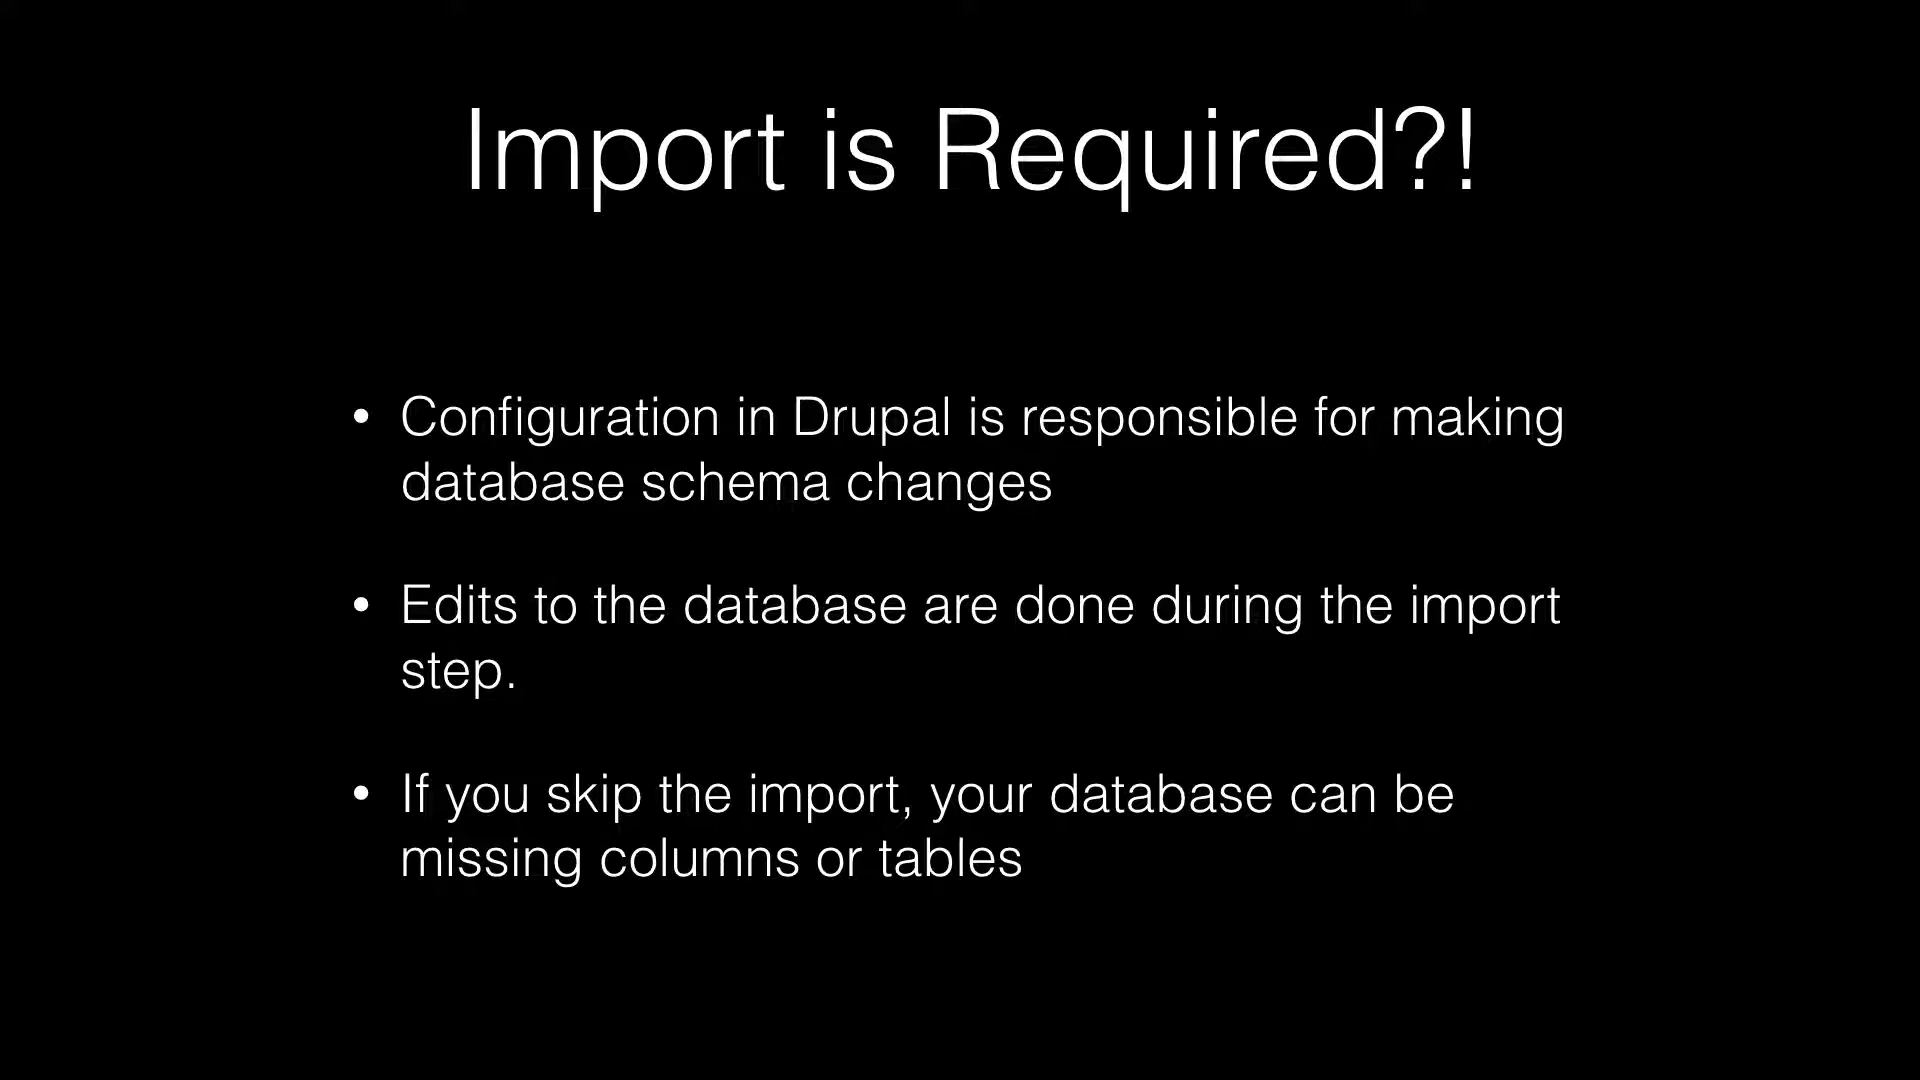 Import is Required?!
• Configuration in Drupal is responsible for making
database schema changes
• Edits to the database are done during the import
step.
• If you skip the import, your database can be
missing columns or tables